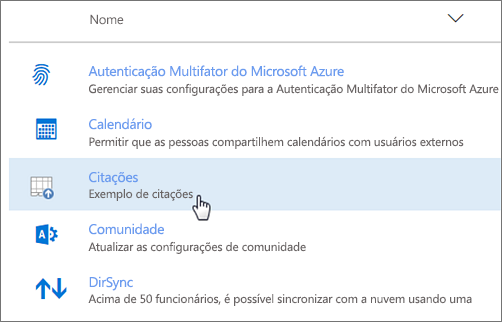 Nome
Autenticação Multifator do Microsoft Azure
Gerenciar suas configurações para a Autenticação Multifator do Microsoft Azure
Calendário
Permitir que as pessoas compartilhem calendários com usuários externos
Citações
Exemplo de citações
Comunidade
Atualizar as configurações de comunidade
DirSync
Acima de 50 funcionários, é possível sincronizar com a nuvem usando uma